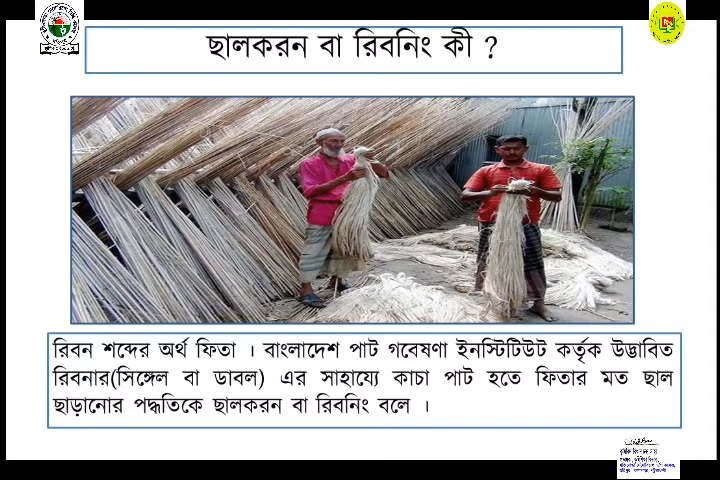 ছালকরন বা রিবনিং কী ?
রিবন শব্দের অর্থ ফিতা । বাংলাদেশ পাট গবেষণা ইনস্টিটিউট কর্তৃক উদ্ভাবিত
রিবনার(সিঙ্গেল বা ডাবল) এর সাহায্যে কাচা পাট হতে ফিতার মত ছাল
ছাড়ানোর পদ্ধতিকে ছালকরন বা রিবনিং বলে ।